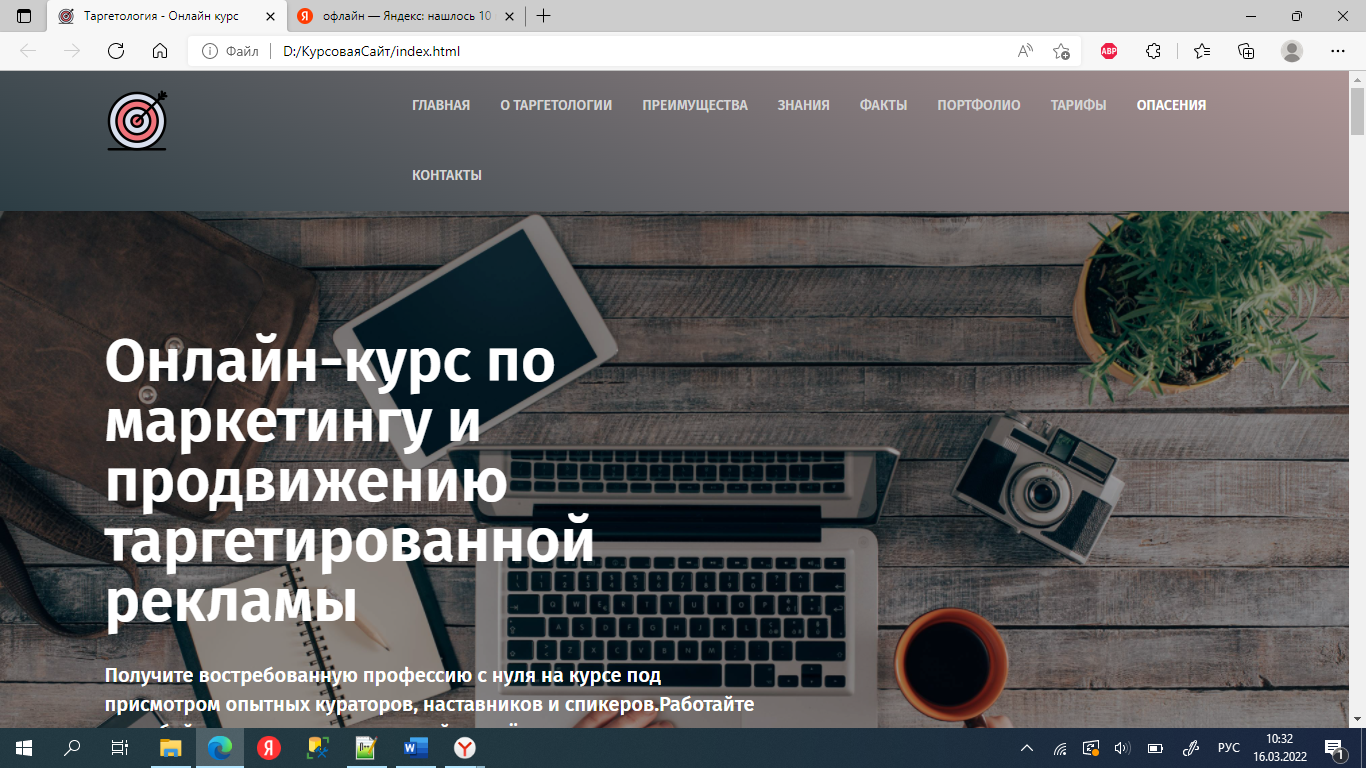 Таргетология - Онлайн курс
офлайн — Яндекс: нашлось 10
Файл
D:/КурсоваяСайт/index.html
ABP
ГЛАВНАЯ О ТАРГЕТОЛОГИИ ПРЕИМУЩЕСТВА ЗНАНИЯ ФАКТЫ ПОРТФОЛИО ТАРИФЫ ОПАСЕНИЯ
КОНТАКТЫ
Онлайн-курс по
маркетингу и
продвижению
таргетированной
рекламы
Получите востребованную профессию с нуля на курсе под
присмотром опытных кураторов, наставников и спикеров.Работайте
РУС
10:32
16.03.2022
1